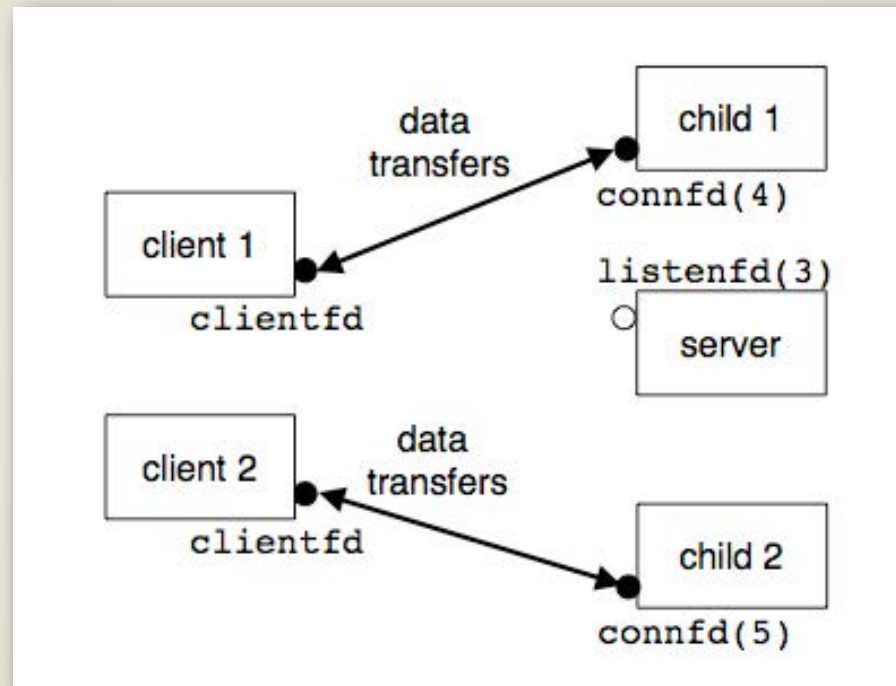 child 1
data
transfers
connfd(4)
client 1
listenfd(3)
clientfd
server
data
transfers
client 2
clientfd
child 2
connfd(5)